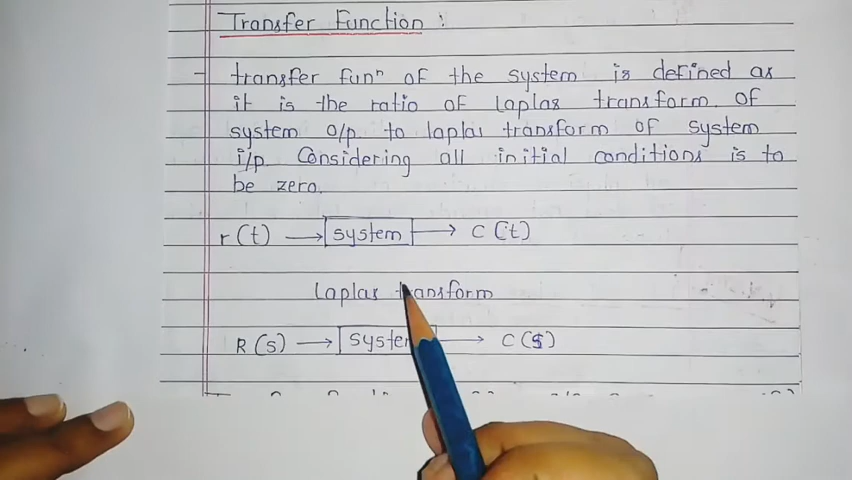 Transfer Function :
- transfer funⁿ of the system is defined as
it is the ratio of laplas transform of
system o/p to laplas transform of system
i/p. Considering all initial conditions is to
be zero.
r(t) → system → c(t)
Laplas transform
R(s) → system → C(s)